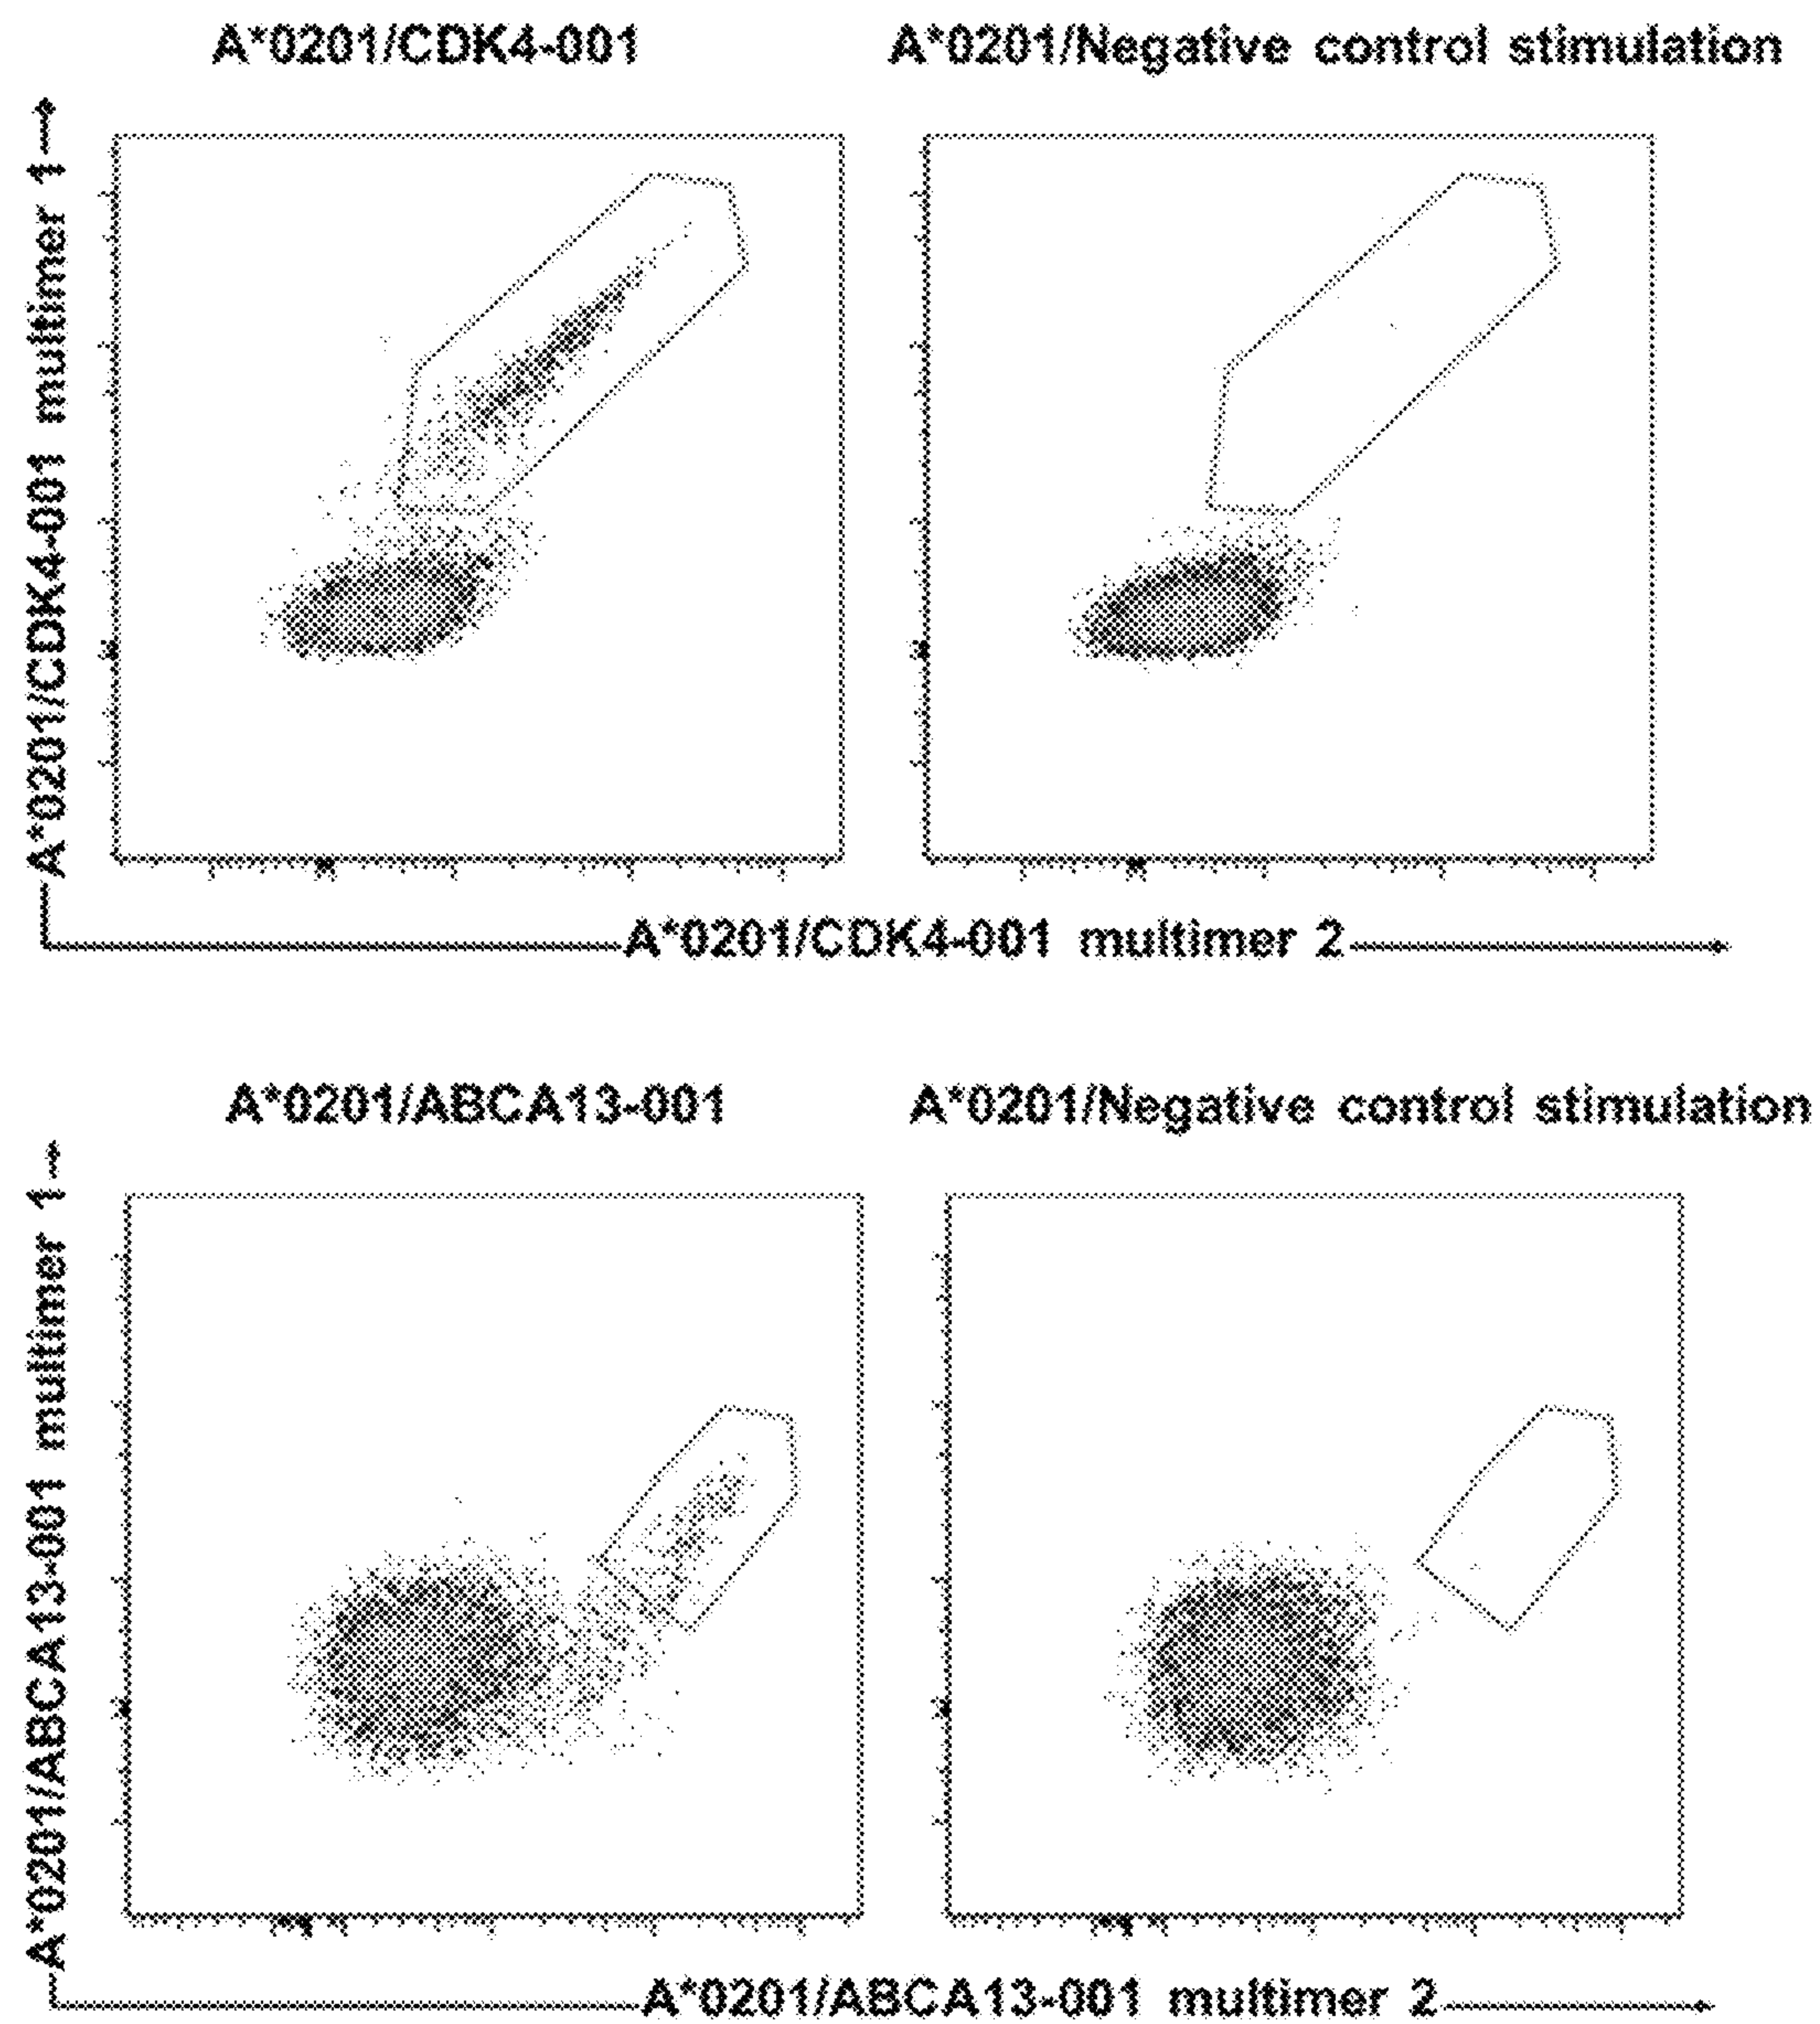 A*0201/CDK4-001
A*0201/Negative control stimulation
A*0201/CDK4-001 multimer 1
A*0201/CDK4-001 multimer 2
A*0201/ABCA13-001
A*0201/Negative control stimulation
A*0201/ABCA13-001 multimer 1
A*0201/ABCA13-001 multimer 2